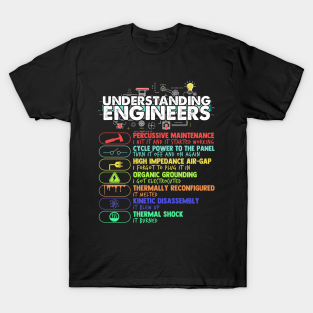 UNDERSTANDING
ENGINEERS
PERCUSSIVE MAINTENANCE
I HIT IT AND IT STARTED WORKING
CYCLE POWER TO THE PANEL
TURN IT OFF AND ON AGAIN
HIGH IMPEDANCE AIR-GAP
I FORGOT TO PLUG IT IN
ORGANIC GROUNDING
I GOT ELECTROCUTED
THERMALLY RECONFIGURED
IT MELTED
KINETIC DISASSEMBLY
IT BLEW UP
THERMAL SHOCK
IT BURNED